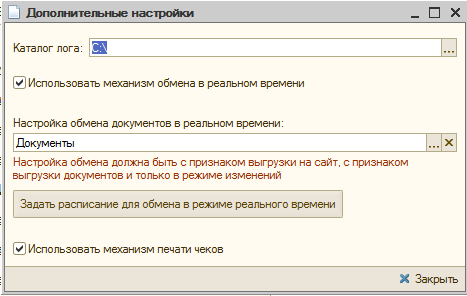 Дополнительные настройки
Каталог лога: C:\
...
Использовать механизм обмена в реальном времени
Настройка обмена документов в реальном времени:
Документы
...
Настройка обмена должна быть с признаком выгрузки на сайт, с признаком
выгрузки документов и только в режиме изменений
Задать расписание для обмена в режиме реального времени
Использовать механизм печати чеков
Закрыть